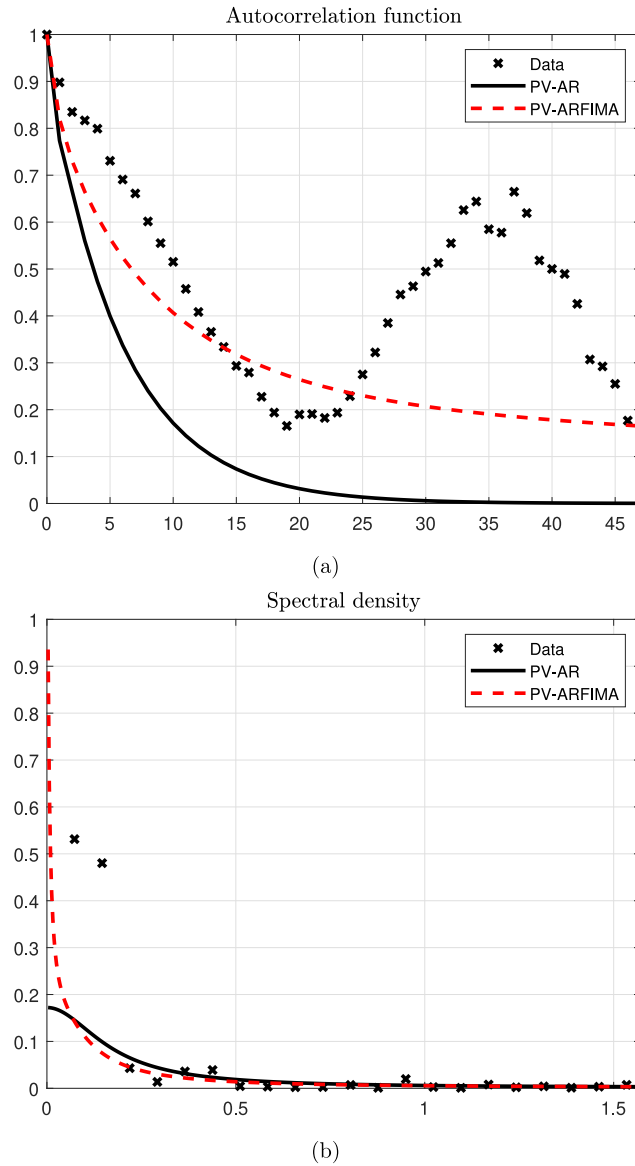 Autocorrelation function
1
0.9
0.8
0.7
0.6
0.5
0.4
0.3
0.2
0.1
0
Data
PV-AR
PV-ARFIMA
0 5 10 15 20 25 30 35 40 45
(a)
Spectral density
1
0.9
0.8
0.7
0.6
0.5
0.4
0.3
0.2
0.1
0
Data
PV-AR
PV-ARFIMA
0 0.5 1 1.5
(b)